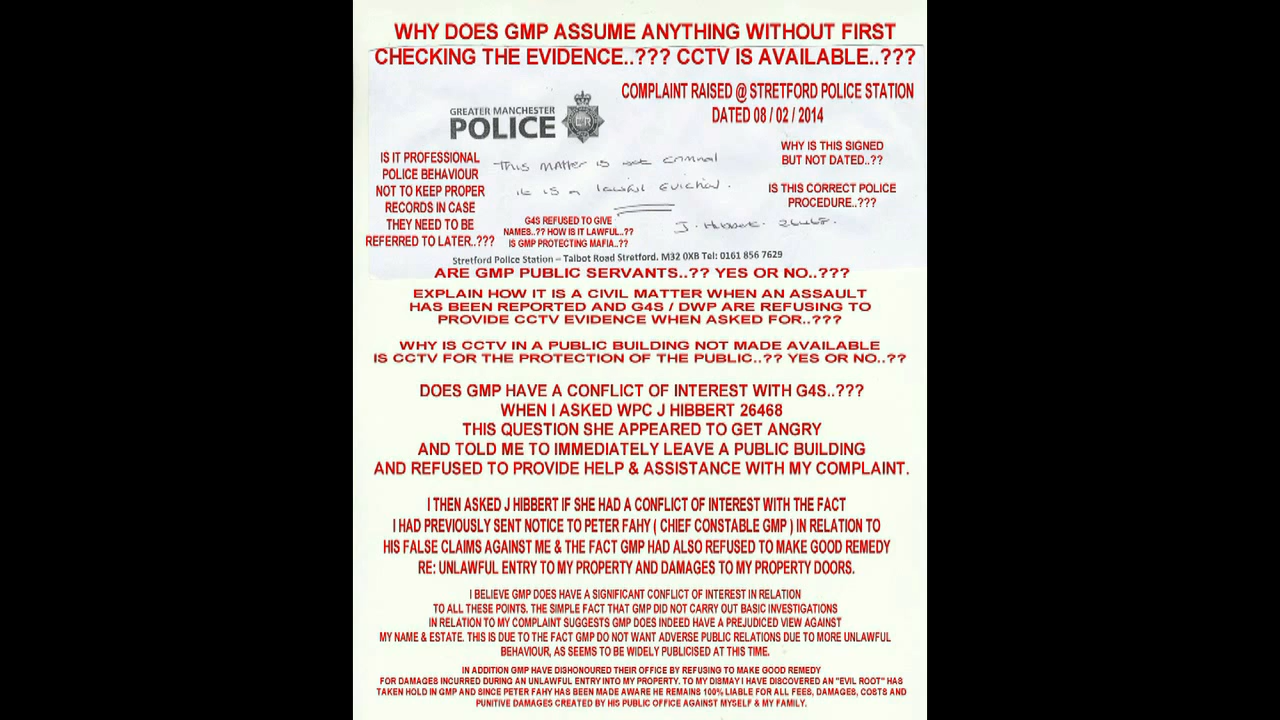 WHY DOES GMP ASSUME ANYTHING WITHOUT FIRST
CHECKING THE EVIDENCE..??? CCTV IS AVAILABLE..???
COMPLAINT RAISED @ STRETFORD POLICE STATION
DATED 08 / 02 / 2014
GREATER MANCHESTER
POLICE
IS IT PROFESSIONAL
POLICE BEHAVIOUR
NOT TO KEEP PROPER
RECORDS IN CASE
THEY NEED TO BE
REFERRED TO LATER..???
This matter is not criminal
it is a lawful eviction.
WHY IS THIS SIGNED
BUT NOT DATED..??
IS THIS CORRECT POLICE
PROCEDURE..???
G4S REFUSED TO GIVE
NAMES..?? HOW IS IT LAWFUL..??
IS GMP PROTECTING MAFIA..??
J. Hibbert. 26468.
Stretford Police Station – Talbot Road Stretford. M32 0XB Tel: 0161 856 7629
ARE GMP PUBLIC SERVANTS..?? YES OR NO..???
EXPLAIN HOW IT IS A CIVIL MATTER WHEN AN ASSAULT
HAS BEEN REPORTED AND G4S / DWP ARE REFUSING TO
PROVIDE CCTV EVIDENCE WHEN ASKED FOR..???
WHY IS CCTV IN A PUBLIC BUILDING NOT MADE AVAILABLE
IS CCTV FOR THE PROTECTION OF THE PUBLIC..?? YES OR NO..??
DOES GMP HAVE A CONFLICT OF INTEREST WITH G4S..???
WHEN I ASKED WPC J HIBBERT 26468
THIS QUESTION SHE APPEARED TO GET ANGRY
AND TOLD ME TO IMMEDIATELY LEAVE A PUBLIC BUILDING
AND REFUSED TO PROVIDE HELP & ASSISTANCE WITH MY COMPLAINT.
I THEN ASKED J HIBBERT IF SHE HAD A CONFLICT OF INTEREST WITH THE FACT
I HAD PREVIOUSLY SENT NOTICE TO PETER FAHY ( CHIEF CONSTABLE GMP ) IN RELATION TO
HIS FALSE CLAIMS AGAINST ME & THE FACT GMP HAD ALSO REFUSED TO MAKE GOOD REMEDY
RE: UNLAWFUL ENTRY TO MY PROPERTY AND DAMAGES TO MY PROPERTY DOORS.
I BELIEVE GMP DOES HAVE A SIGNIFICANT CONFLICT OF INTEREST IN RELATION
TO ALL THESE POINTS. THE SIMPLE FACT THAT GMP DID NOT CARRY OUT BASIC INVESTIGATIONS
IN RELATION TO MY COMPLAINT SUGGESTS GMP DOES INDEED HAVE A PREJUDICED VIEW AGAINST
MY NAME & ESTATE. THIS IS DUE TO THE FACT GMP DO NOT WANT ADVERSE PUBLIC RELATIONS DUE TO MORE UNLAWFUL
BEHAVIOUR, AS SEEMS TO BE WIDELY PUBLICISED AT THIS TIME.
IN ADDITION GMP HAVE DISHONOURED THEIR OFFICE BY REFUSING TO MAKE GOOD REMEDY
FOR DAMAGES INCURRED DURING AN UNLAWFUL ENTRY INTO MY PROPERTY. TO MY DISMAY I HAVE DISCOVERED AN "EVIL ROOT" HAS
TAKEN HOLD IN GMP AND SINCE PETER FAHY HAS BEEN MADE AWARE HE REMAINS 100% LIABLE FOR ALL FEES, DAMAGES, COSTS AND
PUNITIVE DAMAGES CREATED BY HIS PUBLIC OFFICE AGAINST MYSELF & MY FAMILY.